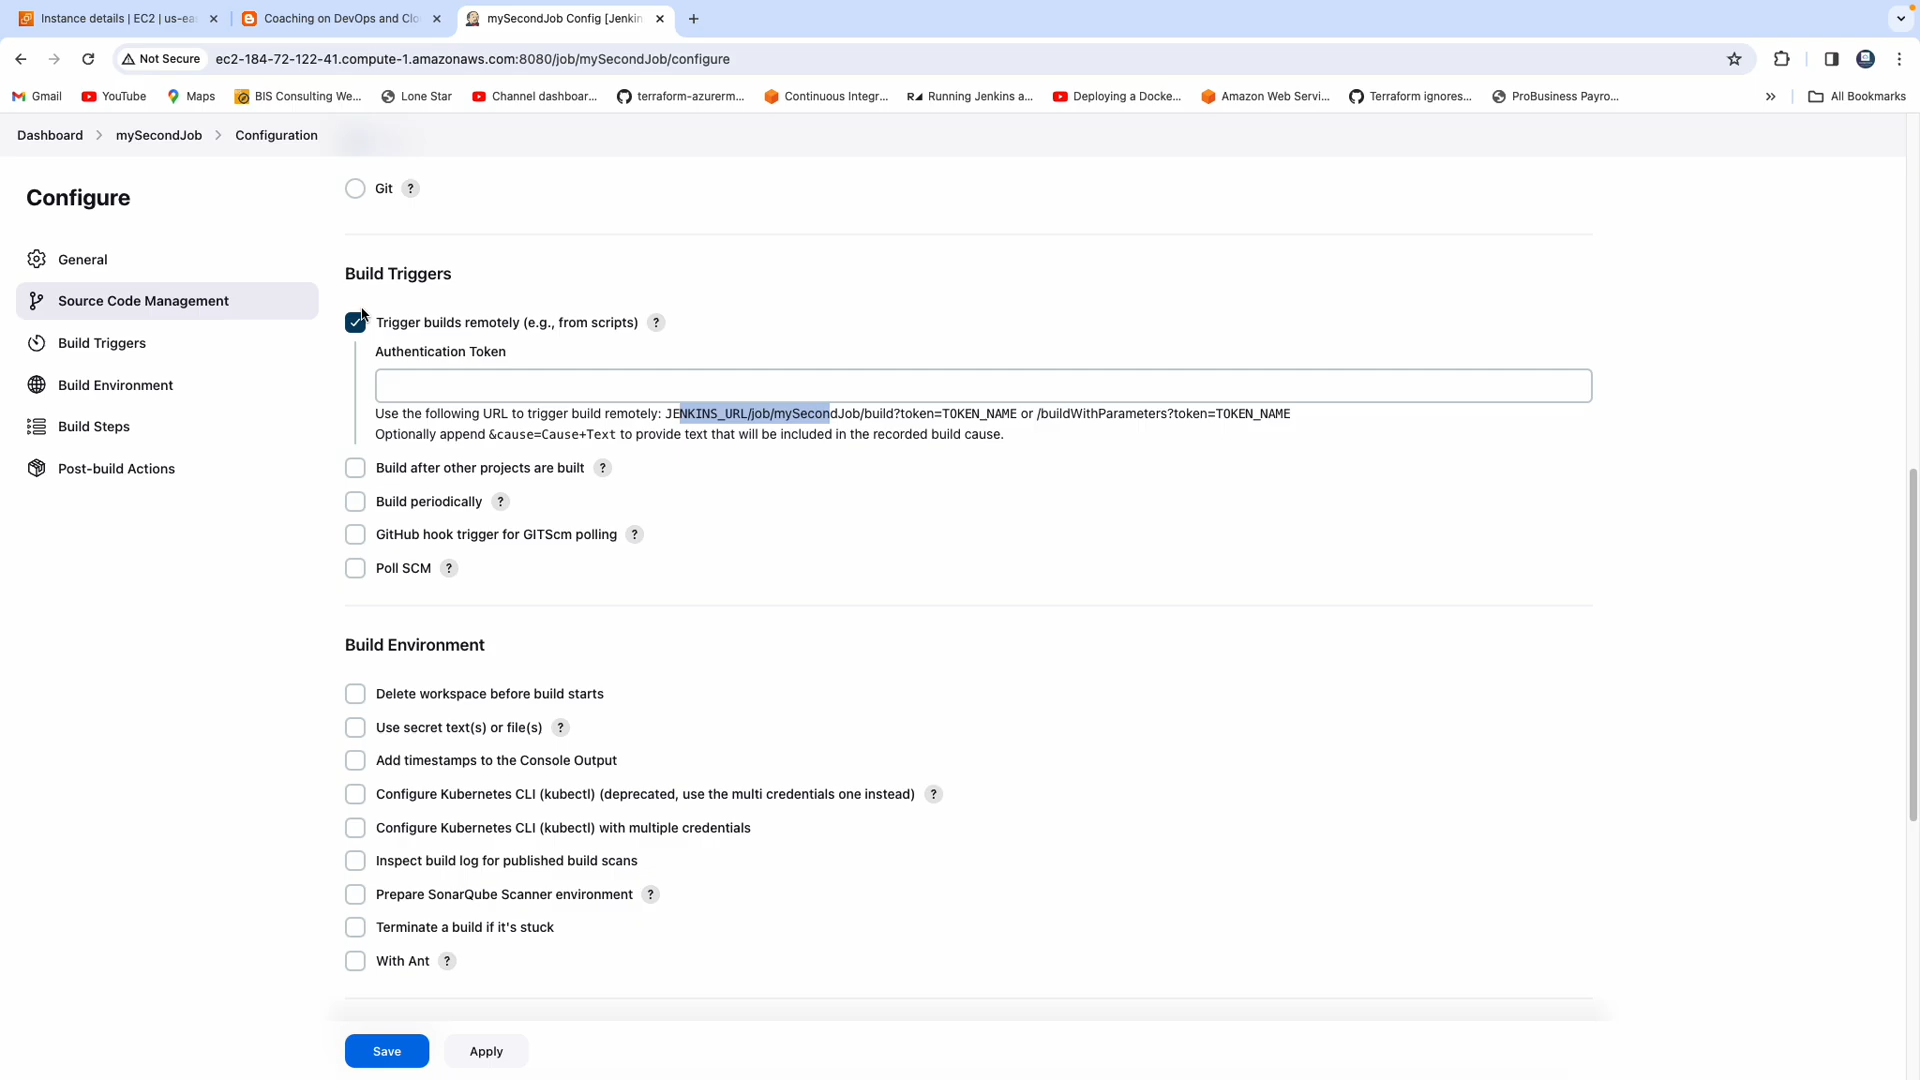 Instance details | EC2 | us-ea
Coaching on DevOps and Clo
mySecondJob Config [Jenkin
Not Secure
ec2-184-72-122-41.compute-1.amazonaws.com:8080/job/mySecondJob/configure
Gmail
YouTube
Maps
BIS Consulting We...
Lone Star
Channel dashboar...
terraform-azurerm...
Continuous Integr...
Running Jenkins a...
Deploying a Docke...
Amazon Web Servi...
Terraform ignores...
ProBusiness Payro...
All Bookmarks
Dashboard > mySecondJob > Configuration
Configure
General
Source Code Management
Build Triggers
Build Environment
Build Steps
Post-build Actions
Git ?
Build Triggers
Trigger builds remotely (e.g., from scripts) ?
Authentication Token
Use the following URL to trigger build remotely: JENKINS_URL/job/mySecondJob/build?token=TOKEN_NAME or /buildWithParameters?token=TOKEN_NAME
Optionally append &cause=Cause+Text to provide text that will be included in the recorded build cause.
Build after other projects are built ?
Build periodically ?
GitHub hook trigger for GITScm polling ?
Poll SCM ?
Build Environment
Delete workspace before build starts
Use secret text(s) or file(s) ?
Add timestamps to the Console Output
Configure Kubernetes CLI (kubectl) (deprecated, use the multi credentials one instead) ?
Configure Kubernetes CLI (kubectl) with multiple credentials
Inspect build log for published build scans
Prepare SonarQube Scanner environment ?
Terminate a build if it's stuck
With Ant ?
Save
Apply